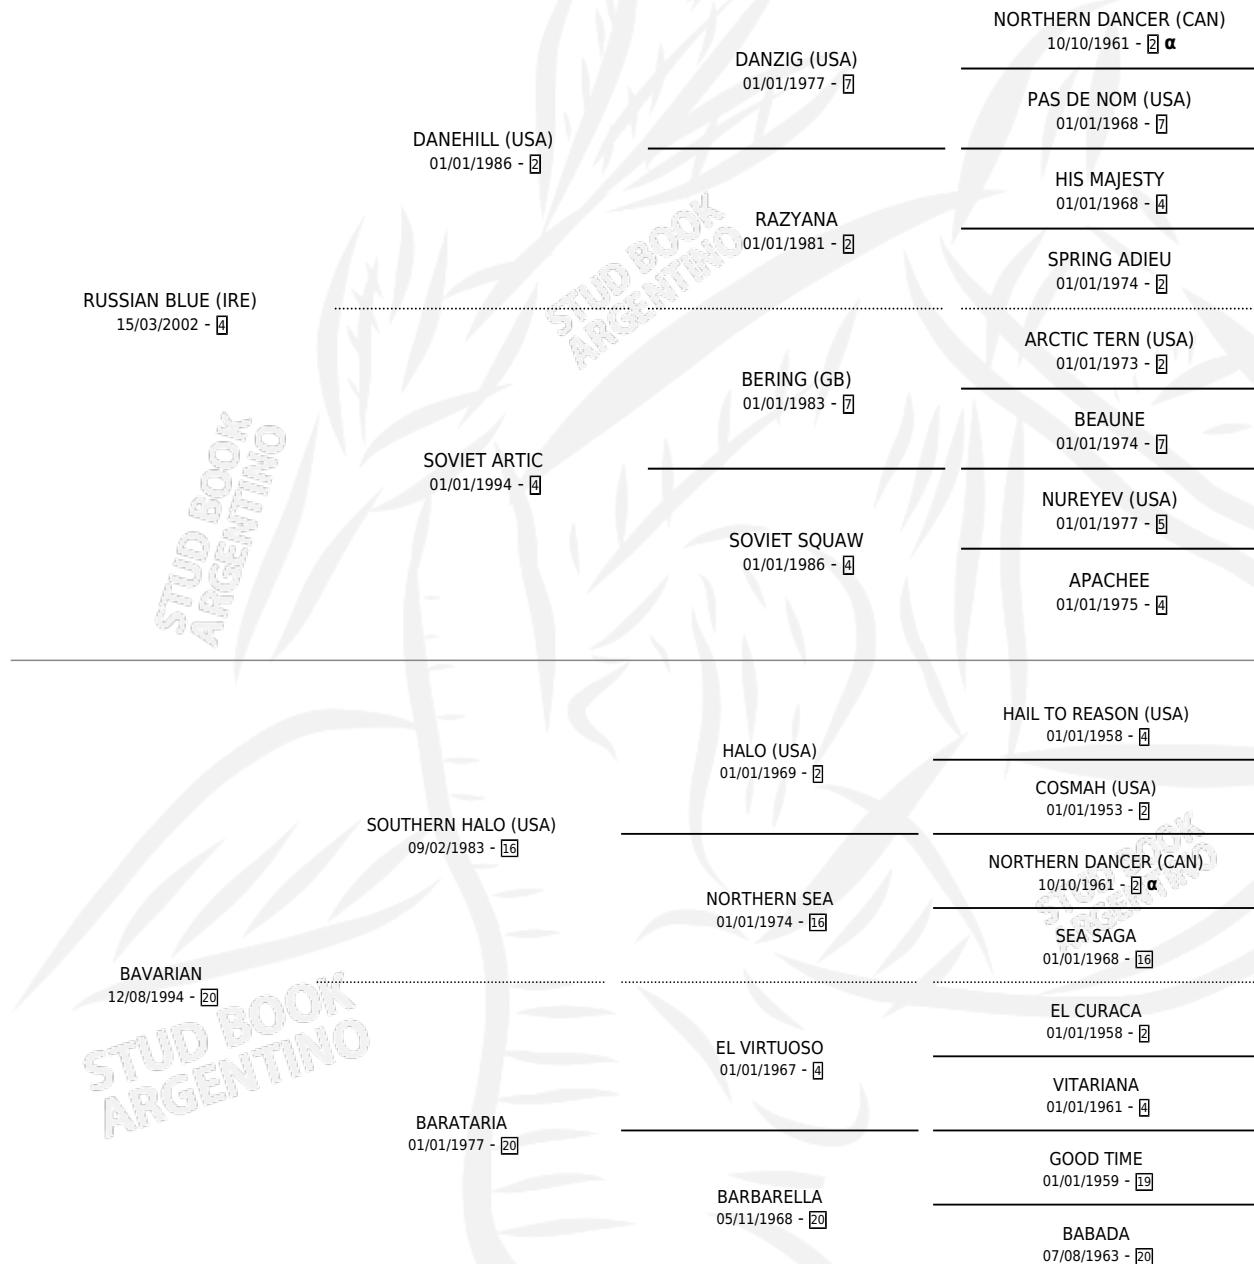 NORTHERN DANCER (CAN)
10/10/1961 - 2 α
DANZIG (USA)
01/01/1977 - 7
PAS DE NOM (USA)
01/01/1968 - 7
DANEHILL (USA)
01/01/1986 - 2
HIS MAJESTY
01/01/1968 - 4
RAZYANA
01/01/1981 - 2
SPRING ADIEU
01/01/1974 - 2
RUSSIAN BLUE (IRE)
15/03/2002 - 4
ARCTIC TERN (USA)
01/01/1973 - 2
BERING (GB)
01/01/1983 - 7
BEAUNE
01/01/1974 - 7
SOVIET ARTIC
01/01/1994 - 4
NUREYEV (USA)
01/01/1977 - 5
SOVIET SQUAW
01/01/1986 - 4
APACHEE
01/01/1975 - 4
HAIL TO REASON (USA)
01/01/1958 - 4
HALO (USA)
01/01/1969 - 2
COSMAH (USA)
01/01/1953 - 2
SOUTHERN HALO (USA)
09/02/1983 - 16
NORTHERN DANCER (CAN)
10/10/1961 - 2 α
NORTHERN SEA
01/01/1974 - 16
SEA SAGA
01/01/1968 - 16
BAVARIAN
12/08/1994 - 20
EL CURACA
01/01/1958 - 2
EL VIRTUOSO
01/01/1967 - 4
VITARIANA
01/01/1961 - 4
BARATARIA
01/01/1977 - 20
GOOD TIME
01/01/1959 - 19
BARBARELLA
05/11/1968 - 20
BABADA
07/08/1963 - 20
STUD BOOK
ARGENTINO
STUD BOOK
ARGENTINO
STUD BOOK
ARGENTINO
STUD BOOK
ARGENTINO